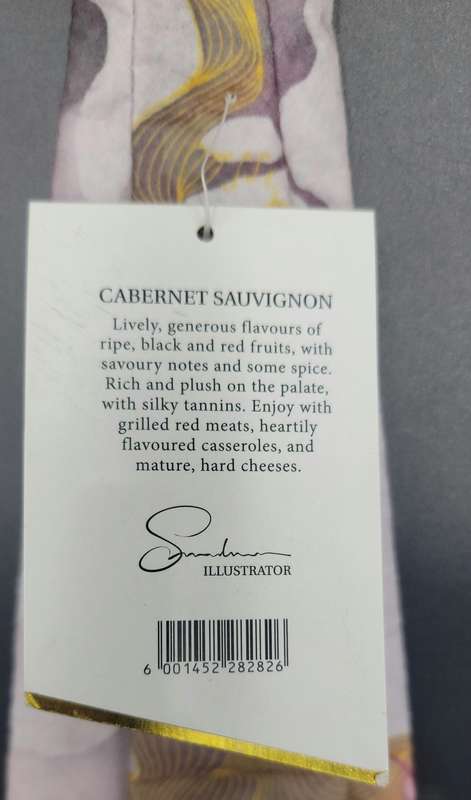 CABERNET SAUVIGNON
Lively, generous flavours of
ripe, black and red fruits, with
savoury notes and some spice.
Rich and plush on the palate,
with silky tannins. Enjoy with
grilled red meats, heartily
flavoured casseroles, and
mature, hard cheeses.
ILLUSTRATOR
6 001452 282826